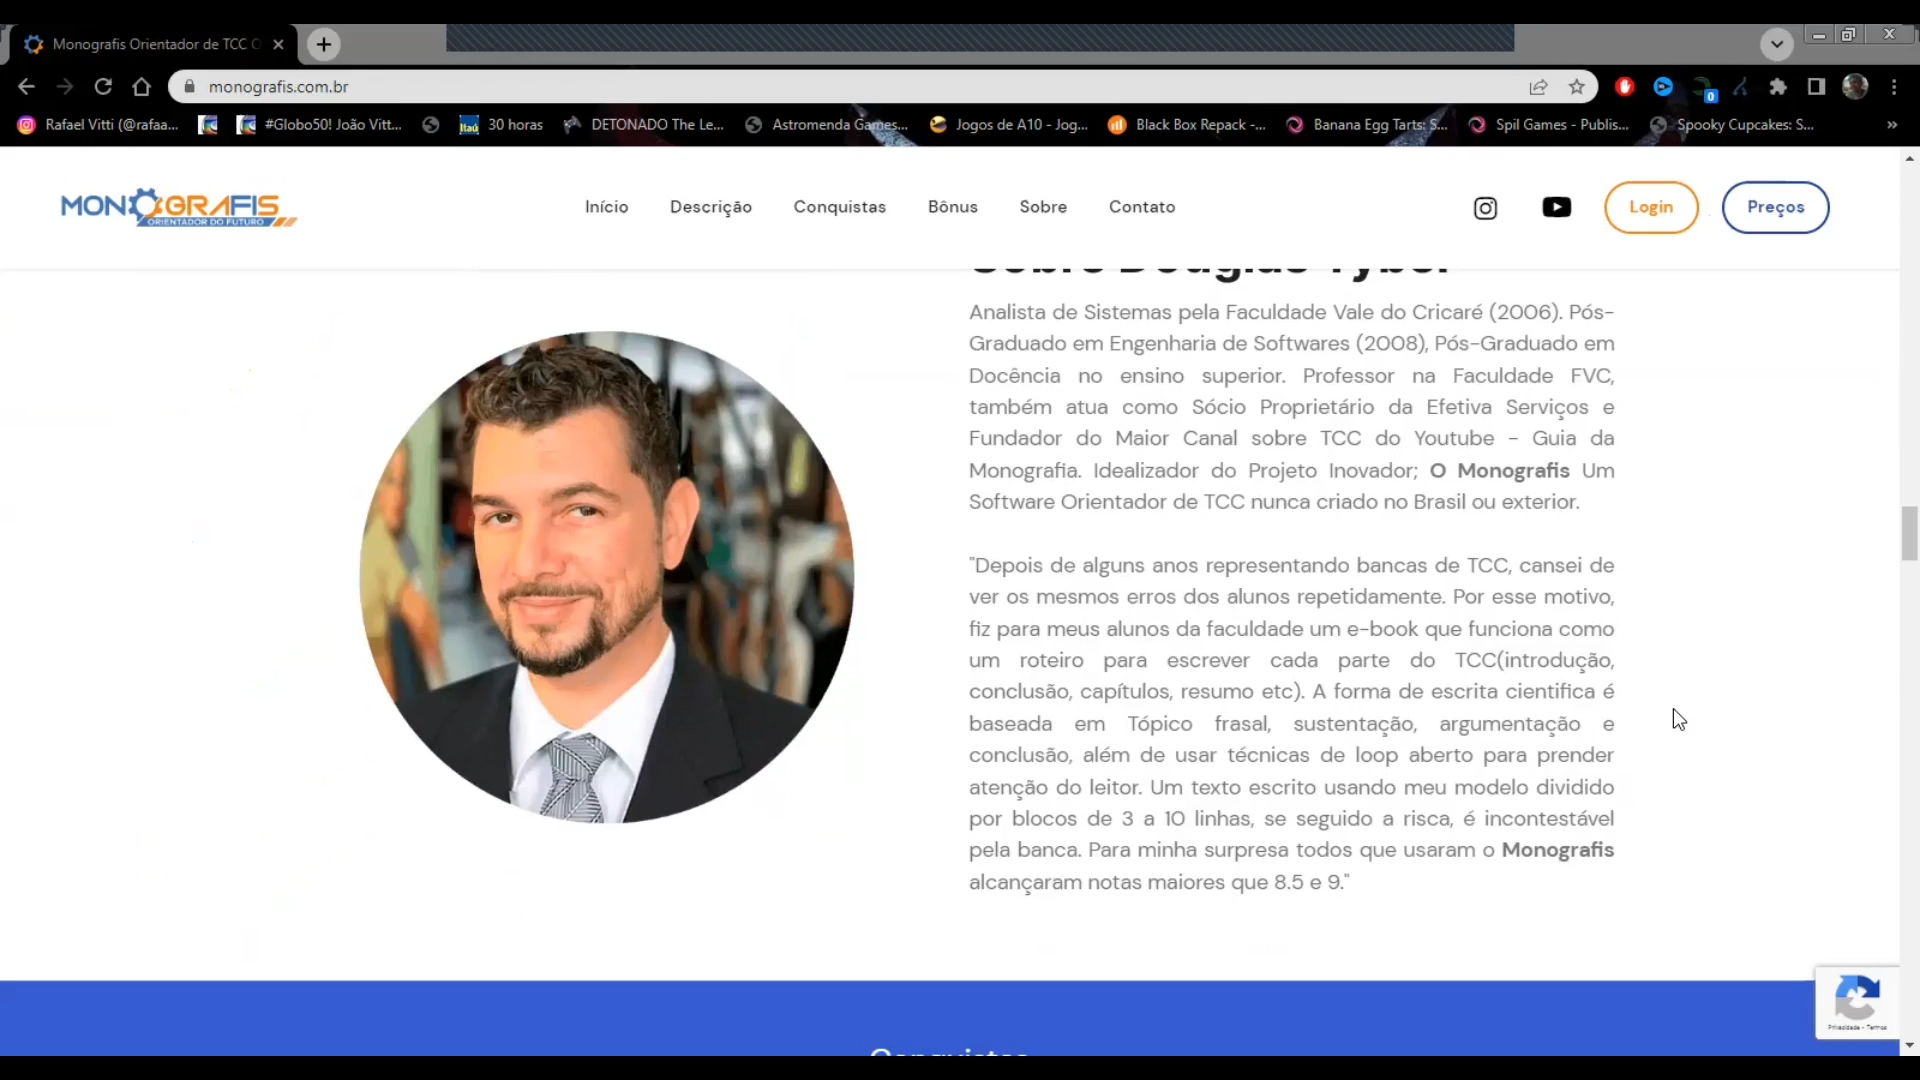 Monografis Orientador de TCC O
monografis.com.br
0
Rafael Vitti (@rafaa...
#Globo50! João Vitt...
Itaú 30 horas
DETONADO The Le...
Astromenda Games...
Jogos de A10 - Jog...
Black Box Repack -...
Banana Egg Tarts: S...
Spil Games - Publis...
Spooky Cupcakes: S...
MONOGRAFIS
ORIENTADOR DO FUTURO
Início
Descrição
Conquistas
Bônus
Sobre
Contato
Login
Preços
Sobre Douglas Tybel
Analista de Sistemas pela Faculdade Vale do Cricaré (2006). Pós-
Graduado em Engenharia de Softwares (2008), Pós-Graduado em
Docência no ensino superior. Professor na Faculdade FVC,
também atua como Sócio Proprietário da Efetiva Serviços e
Fundador do Maior Canal sobre TCC do Youtube - Guia da
Monografia. Idealizador do Projeto Inovador; O Monografis Um
Software Orientador de TCC nunca criado no Brasil ou exterior.
"Depois de alguns anos representando bancas de TCC, cansei de
ver os mesmos erros dos alunos repetidamente. Por esse motivo,
fiz para meus alunos da faculdade um e-book que funciona como
um roteiro para escrever cada parte do TCC(introdução,
conclusão, capítulos, resumo etc). A forma de escrita cientifica é
baseada em Tópico frasal, sustentação, argumentação e
conclusão, além de usar técnicas de loop aberto para prender
atenção do leitor. Um texto escrito usando meu modelo dividido
por blocos de 3 a 10 linhas, se seguido a risca, é incontestável
pela banca. Para minha surpresa todos que usaram o Monografis
alcançaram notas maiores que 8.5 e 9."
Conquistas
Privacidade - Termos